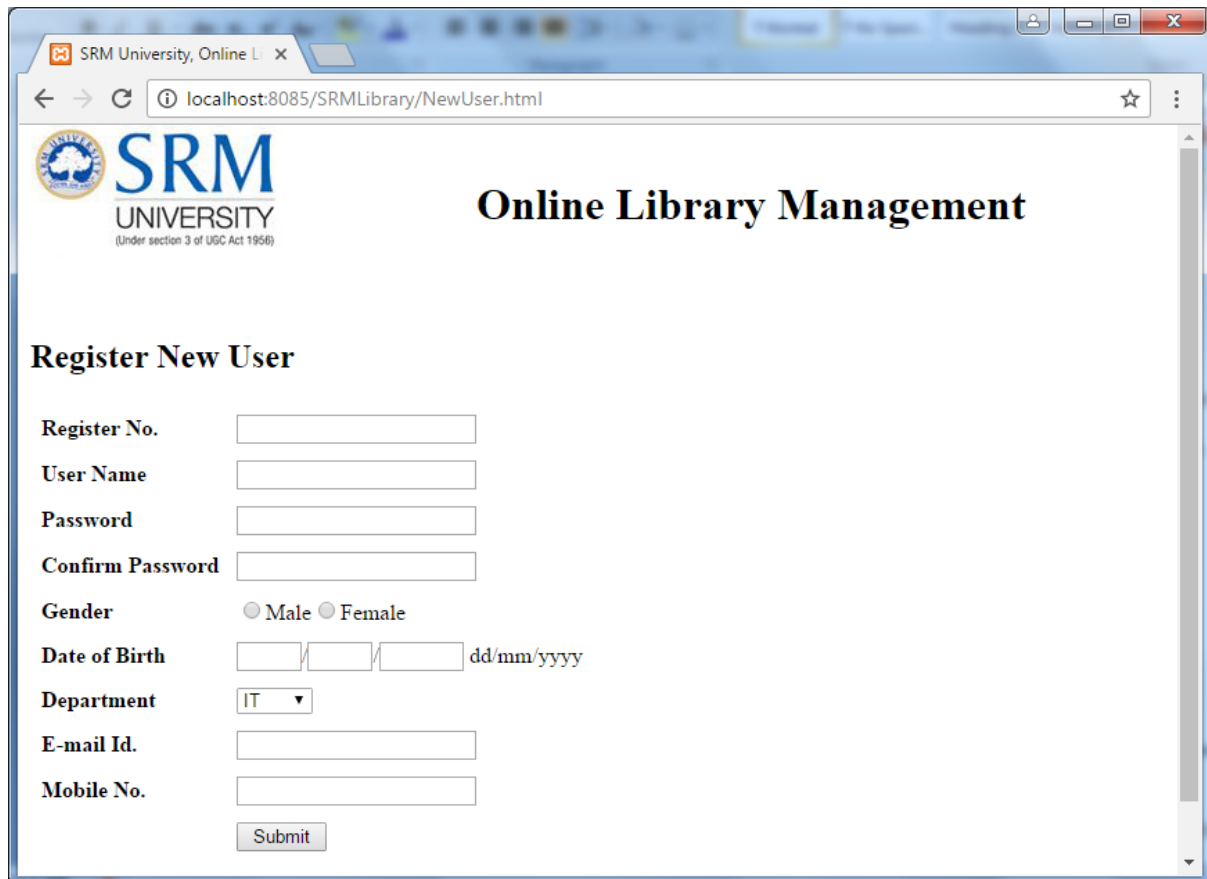 SRM University, Online Li
localhost:8085/SRMLibrary/NewUser.html
SRM
UNIVERSITY
(Under section 3 of UGC Act 1956)
Online Library Management
Register New User
Register No.
User Name
Password
Confirm Password
Gender Male Female
Date of Birth / / dd/mm/yyyy
Department IT
E-mail Id.
Mobile No.
Submit